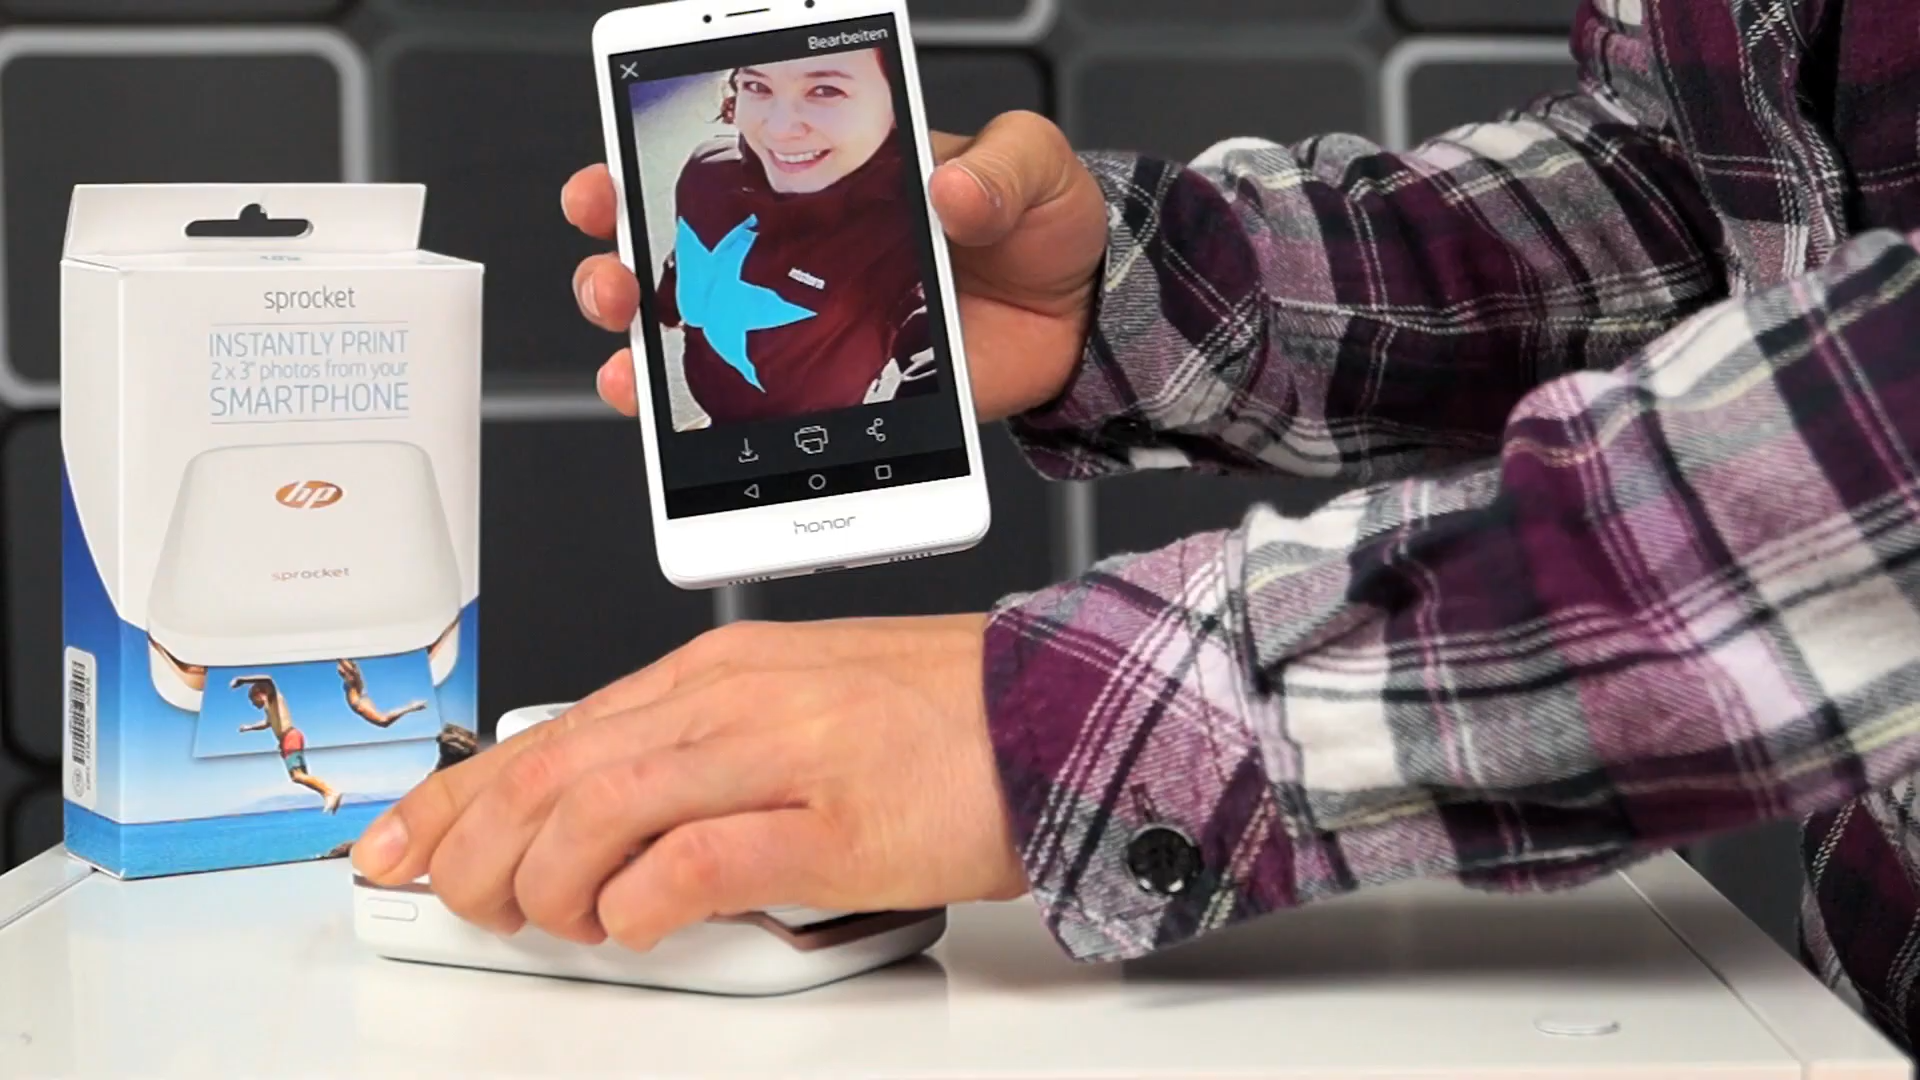 Bearbeiten
sprocket
INSTANTLY PRINT
2 x 3" photos from your
SMARTPHONE
hp
sprocket
honor